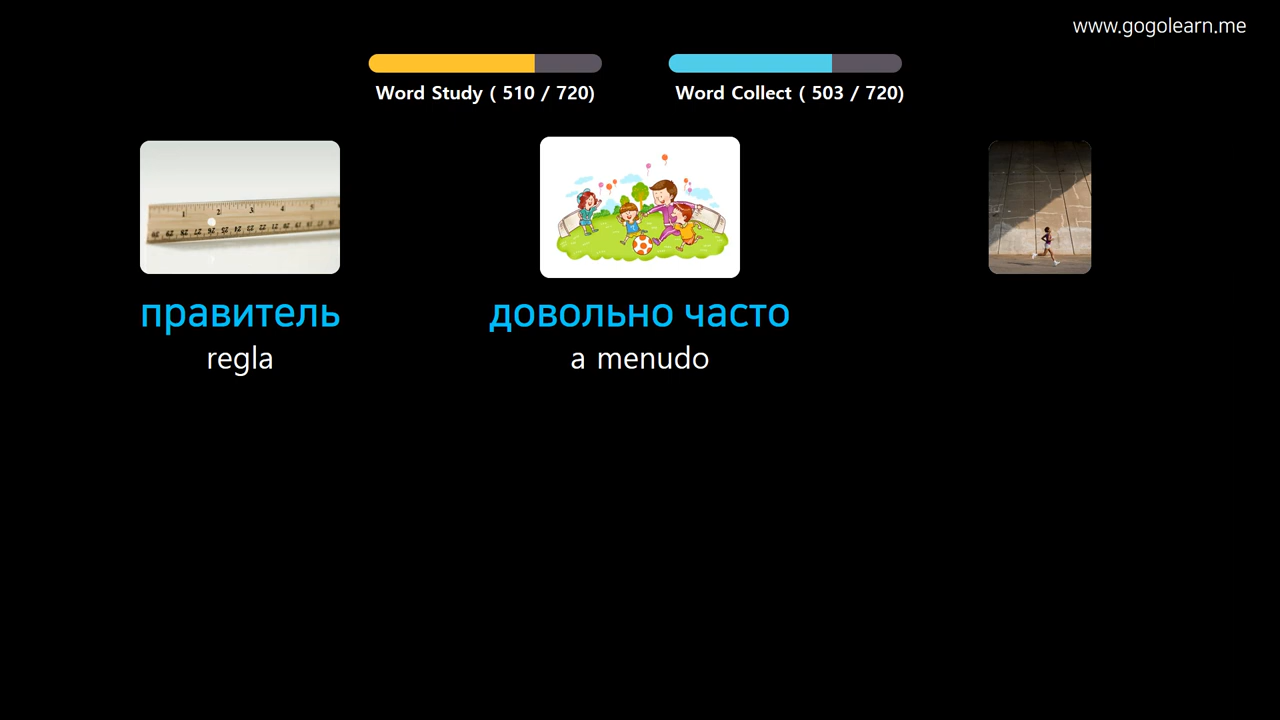 www.gogolearn.me
Word Study ( 510 / 720)
Word Collect ( 503 / 720)
правитель
довольно часто
regla
a menudo